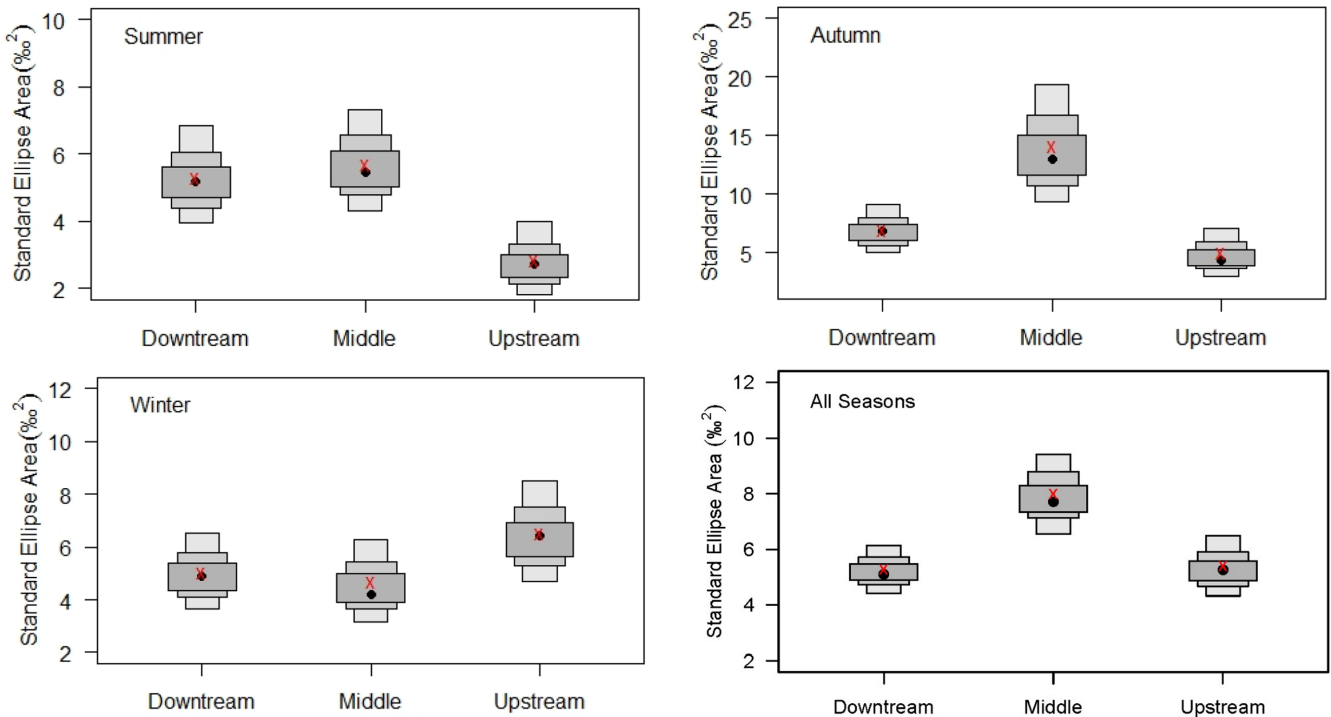 Standard Ellipse Area(‰²)
10
8
6
4
2
Summer
X
X
X
Downtream
Middle
Upstream
Standard Ellipse Area(‰²)
25
20
15
10
5
Autumn
X
X
X
Downtream
Middle
Upstream
Standard Ellipse Area(‰²)
12
10
8
6
4
2
Winter
X
X
X
Downtream
Middle
Upstream
Standard Ellipse Area (‰²)
12
10
8
6
4
2
All Seasons
X
X
X
Downtream
Middle
Upstream